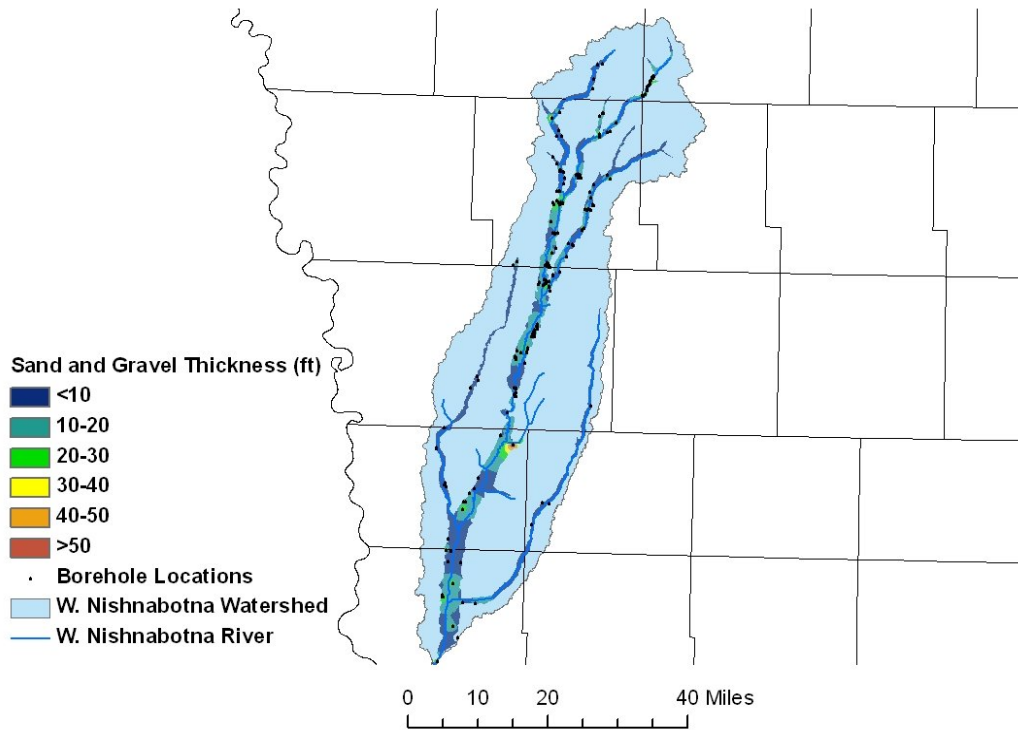 Sand and Gravel Thickness (ft)
<10
10-20
20-30
30-40
40-50
>50
Borehole Locations
W. Nishnabotna Watershed
W. Nishnabotna River
0 10 20 40 Miles